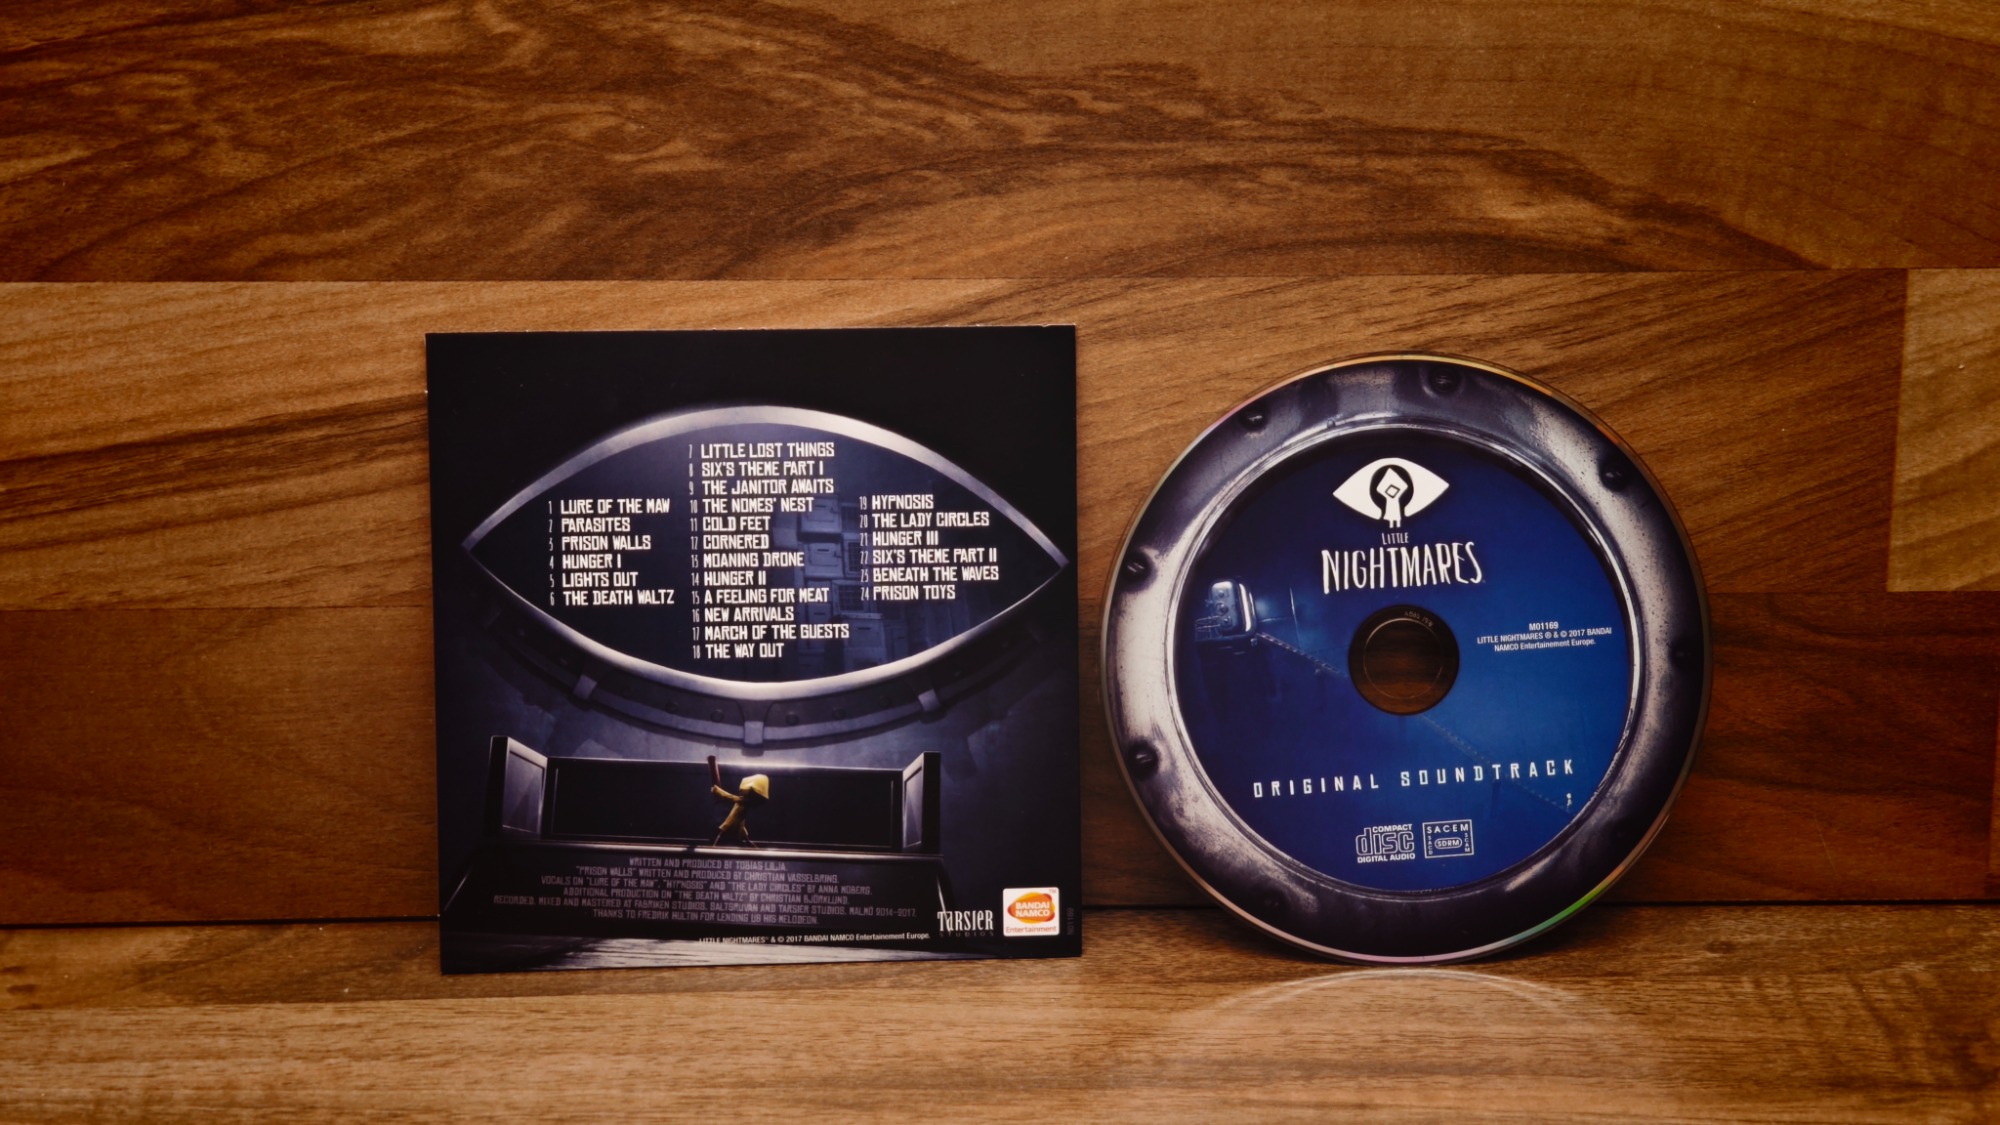 1 LURE OF THE MAW
2 PARASITES
3 PRISON WALLS
4 HUNGER I
5 LIGHTS OUT
6 THE DEATH WALTZ
7 LITTLE LOST THINGS
8 SIX'S THEME PART I
9 THE JANITOR AWAITS
10 THE NOMES' NEST
11 COLD FEET
12 CORNERED
13 MOANING DRONE
14 HUNGER II
15 A FEELING FOR MEAT
16 NEW ARRIVALS
17 MARCH OF THE GUESTS
18 THE WAY OUT
19 HYPNOSIS
20 THE LADY CIRCLES
21 HUNGER III
22 SIX'S THEME PART II
23 BENEATH THE WAVES
24 PRISON TOYS
WRITTEN AND PRODUCED BY TOBIAS LILJA.
"PRISON WALLS" WRITTEN AND PRODUCED BY CHRISTIAN VASSELBRING.
VOCALS ON "LURE OF THE MAW", "HYPNOSIS" AND "THE LADY CIRCLES" BY ANNA MOBERG.
ADDITIONAL PRODUCTION ON "THE DEATH WALTZ" BY CHRISTIAN BJÖRKLUND.
RECORDED, MIXED AND MASTERED AT FABRIKEN STUDIOS, BALTSRUVAN AND TARSIER STUDIOS, MALMÖ 2014-2017.
THANKS TO FREDRIK HULTIN FOR LENDING US HIS MELODEON.
LITTLE NIGHTMARES® & © 2017 BANDAI NAMCO Entertainement Europe.
TARSIER
STUDIOS
BANDAI
NAMCO
Entertainment
LITTLE
NIGHTMARES
M01169
LITTLE NIGHTMARES ® & © 2017 BANDAI
NAMCO Entertainement Europe.
ORIGINAL SOUNDTRACK
COMPACT
disc
DIGITAL AUDIO
SACEM
SACEM
SDRM
SACEM